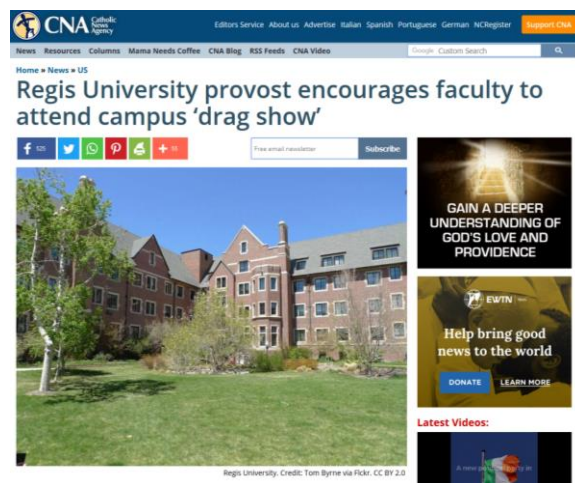 CNA Catholic News Agency
Editors Service About us Advertise Italian Spanish Portuguese German NCRegister Support CNA
News Resources Columns Mama Needs Coffee CNA Blog RSS Feeds CNA Video Google Custom Search
Home » News » US
Regis University provost encourages faculty to
attend campus ‘drag show’
Free email newsletter Subscribe
GAIN A DEEPER
UNDERSTANDING OF
GOD'S LOVE AND
PROVIDENCE
EWTN
Help bring good
news to the world
DONATE LEARN MORE
Latest Videos:
A new political party in
Regis University. Credit: Tom Byrne via Flickr. CC BY 2.0